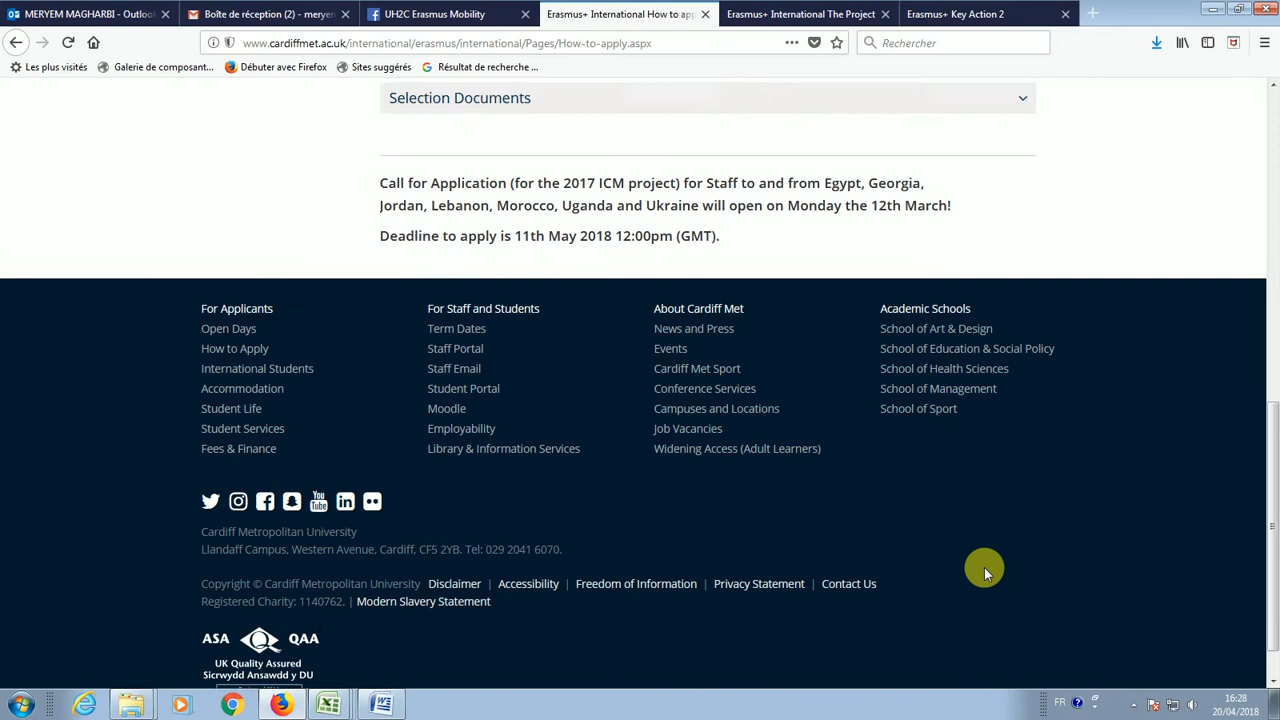 MERYEM MAGHARBI – Outlook
Boîte de réception (2) - meryem
UH2C Erasmus Mobility
Erasmus+ International How to app
Erasmus+ International The Project
Erasmus+ Key Action 2
www.cardiffmet.ac.uk/international/erasmus/international/Pages/How-to-apply.aspx
Rechercher
Les plus visités
Galerie de composant...
Débuter avec Firefox
Sites suggérés
Résultat de recherche ...
Selection Documents
Call for Application (for the 2017 ICM project) for Staff to and from Egypt, Georgia,
Jordan, Lebanon, Morocco, Uganda and Ukraine will open on Monday the 12th March!
Deadline to apply is 11th May 2018 12:00pm (GMT).
For Applicants
Open Days
How to Apply
International Students
Accommodation
Student Life
Student Services
Fees & Finance
For Staff and Students
Term Dates
Staff Portal
Staff Email
Student Portal
Moodle
Employability
Library & Information Services
About Cardiff Met
News and Press
Events
Cardiff Met Sport
Conference Services
Campuses and Locations
Job Vacancies
Widening Access (Adult Learners)
Academic Schools
School of Art & Design
School of Education & Social Policy
School of Health Sciences
School of Management
School of Sport
You Tube
Cardiff Metropolitan University
Llandaff Campus, Western Avenue, Cardiff, CF5 2YB. Tel: 029 2041 6070.
Copyright © Cardiff Metropolitan University Disclaimer | Accessibility | Freedom of Information | Privacy Statement | Contact Us
Registered Charity: 1140762. | Modern Slavery Statement
ASA QAA
UK Quality Assured
Sicrwydd Ansawdd y DU
FR
16:28
20/04/2018